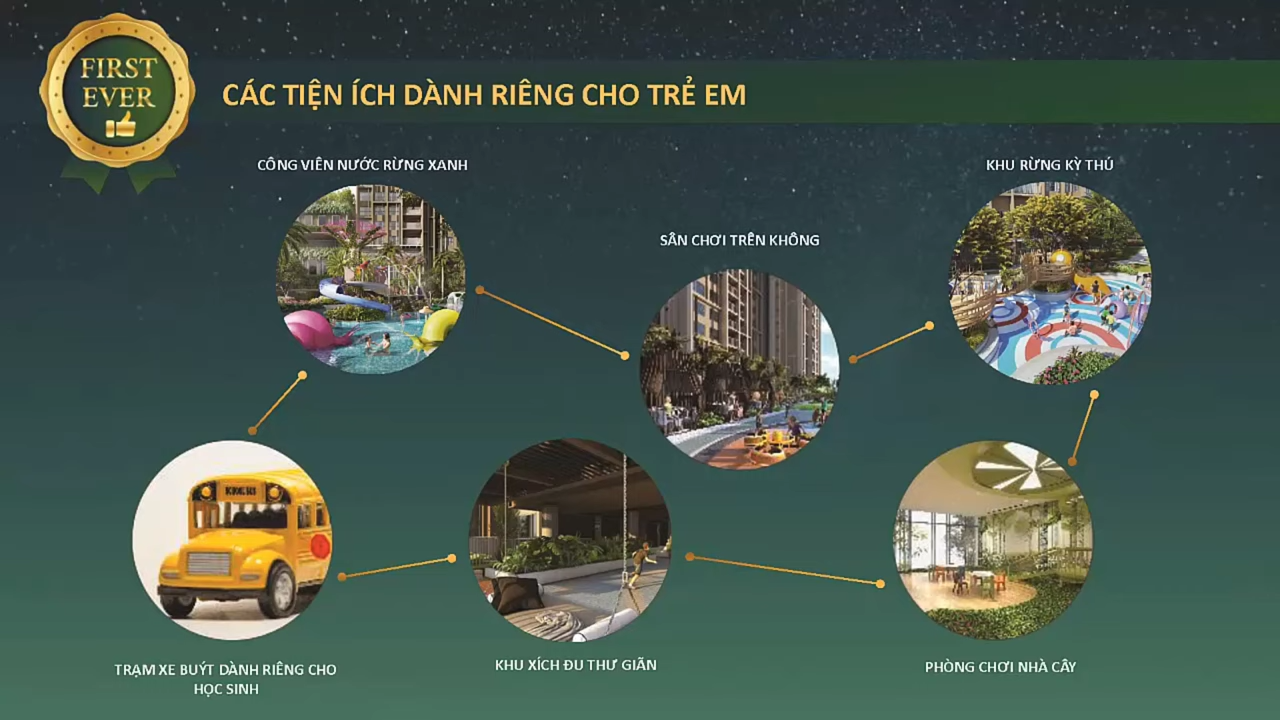 FIRST
EVER
CÁC TIỆN ÍCH DÀNH RIÊNG CHO TRẺ EM
CÔNG VIÊN NƯỚC RỪNG XANH
KHU RỪNG KỲ THÚ
SÂN CHƠI TRÊN KHÔNG
TRẠM XE BUÝT DÀNH RIÊNG CHO
HỌC SINH
KHU XÍCH ĐU THƯ GIÃN
PHÒNG CHƠI NHÀ CÂY